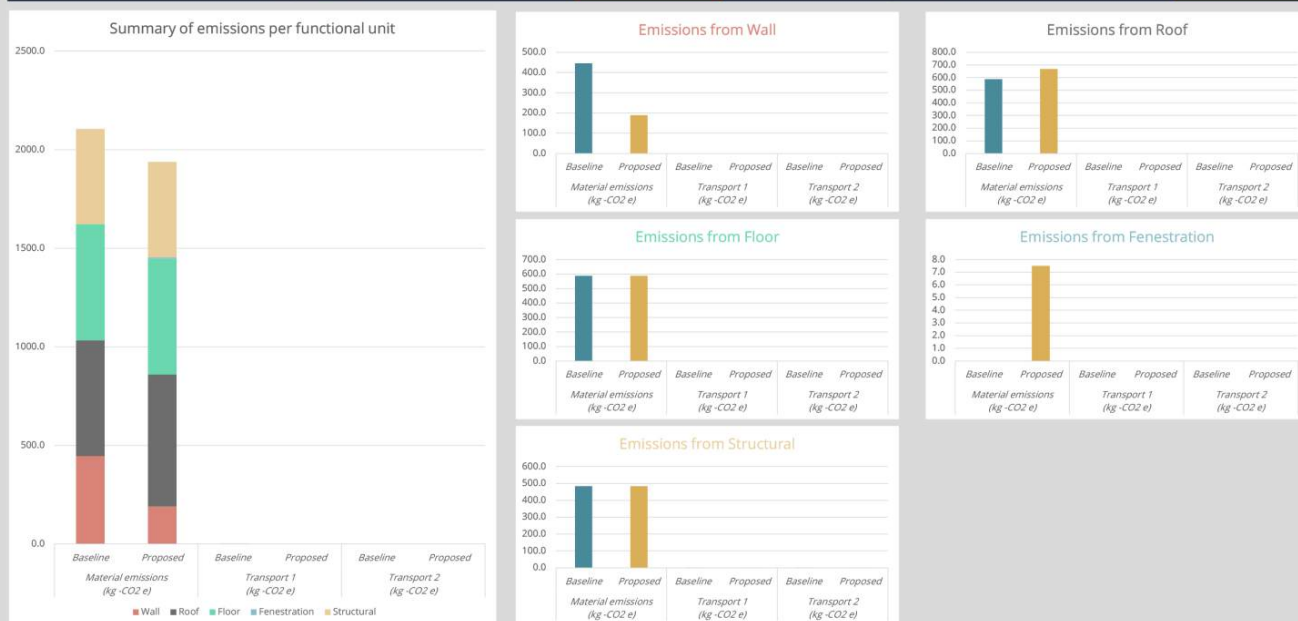 Summary of emissions per functional unit
2500.0
2000.0
1500.0
1000.0
500.0
0.0
Baseline Proposed Baseline Proposed Baseline Proposed
Material emissions Transport 1 Transport 2
(kg -CO2 e) (kg -CO2 e) (kg -CO2 e)
Wall Roof Floor Fenestration Structural
Emissions from Wall
500.0
400.0
300.0
200.0
100.0
0.0
Baseline Proposed Baseline Proposed Baseline Proposed
Material emissions Transport 1 Transport 2
(kg -CO2 e) (kg -CO2 e) (kg -CO2 e)
Emissions from Roof
800.0
700.0
600.0
500.0
400.0
300.0
200.0
100.0
0.0
Baseline Proposed Baseline Proposed Baseline Proposed
Material emissions Transport 1 Transport 2
(kg -CO2 e) (kg -CO2 e) (kg -CO2 e)
Emissions from Floor
700.0
600.0
500.0
400.0
300.0
200.0
100.0
0.0
Baseline Proposed Baseline Proposed Baseline Proposed
Material emissions Transport 1 Transport 2
(kg -CO2 e) (kg -CO2 e) (kg -CO2 e)
Emissions from Fenestration
8.0
7.0
6.0
5.0
4.0
3.0
2.0
1.0
0.0
Baseline Proposed Baseline Proposed Baseline Proposed
Material emissions Transport 1 Transport 2
(kg -CO2 e) (kg -CO2 e) (kg -CO2 e)
Emissions from Structural
600.0
500.0
400.0
300.0
200.0
100.0
0.0
Baseline Proposed Baseline Proposed Baseline Proposed
Material emissions Transport 1 Transport 2
(kg -CO2 e) (kg -CO2 e) (kg -CO2 e)